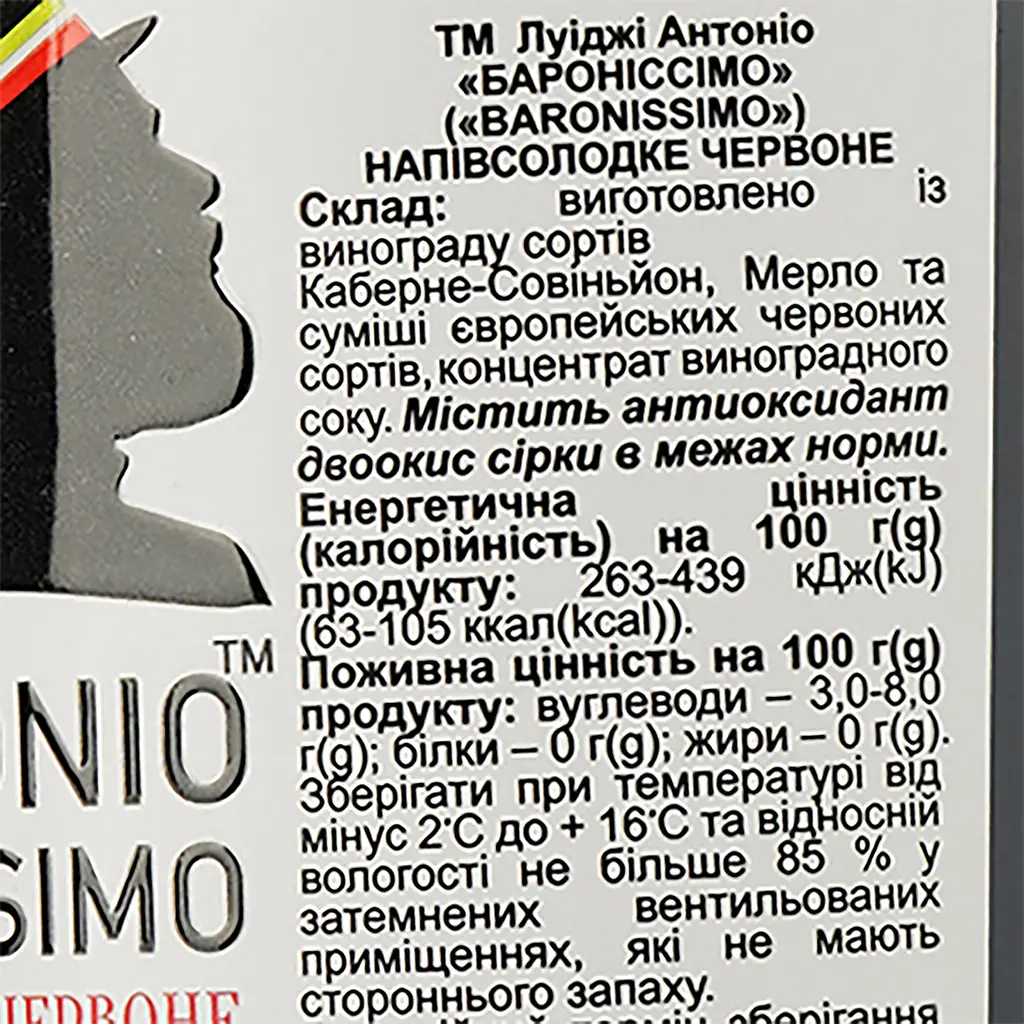 ТМ Луіджі Антоніо
«БАРОНІССІМО»
(«BARONISSIMO»)
НАПІВСОЛОДКЕ ЧЕРВОНЕ
Склад: виготовлено із
винограду сортів
Каберне-Совіньйон, Мерло та
суміші європейських червоних
сортів, концентрат виноградного
соку. Містить антиоксидант
двоокис сірки в межах норми.
Енергетична цінність
(калорійність) на 100 г(g)
продукту: 263-439 кДж(kJ)
(63-105 ккал(kcal)).
Поживна цінність на 100 г(g)
продукту: вуглеводи – 3,0-8,0
г(g); білки – 0 г(g); жири – 0 г(g).
Зберігати при температурі від
мінус 2°С до + 16°С та відносній
вологості не більше 85 % у
затемнених вентильованих
приміщеннях, які не мають
стороннього запаху.
термін зберігання
ONIO TM
SIMO
ЧЕРВОНЕ